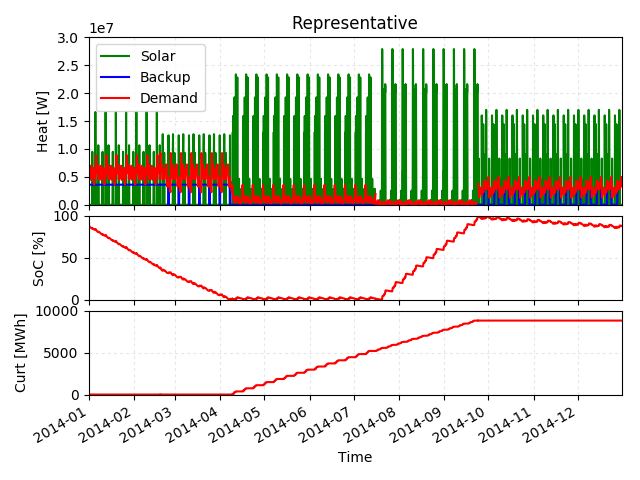 Representative
1e7
3.0
2.5
2.0
1.5
1.0
0.5
0.0
Heat [W]
Solar
Backup
Demand
100
50
0
SoC [%]
10000
5000
0
Curt [MWh]
2014-01
2014-02
2014-03
2014-04
2014-05
2014-06
2014-07
2014-08
2014-09
2014-10
2014-11
2014-12
Time